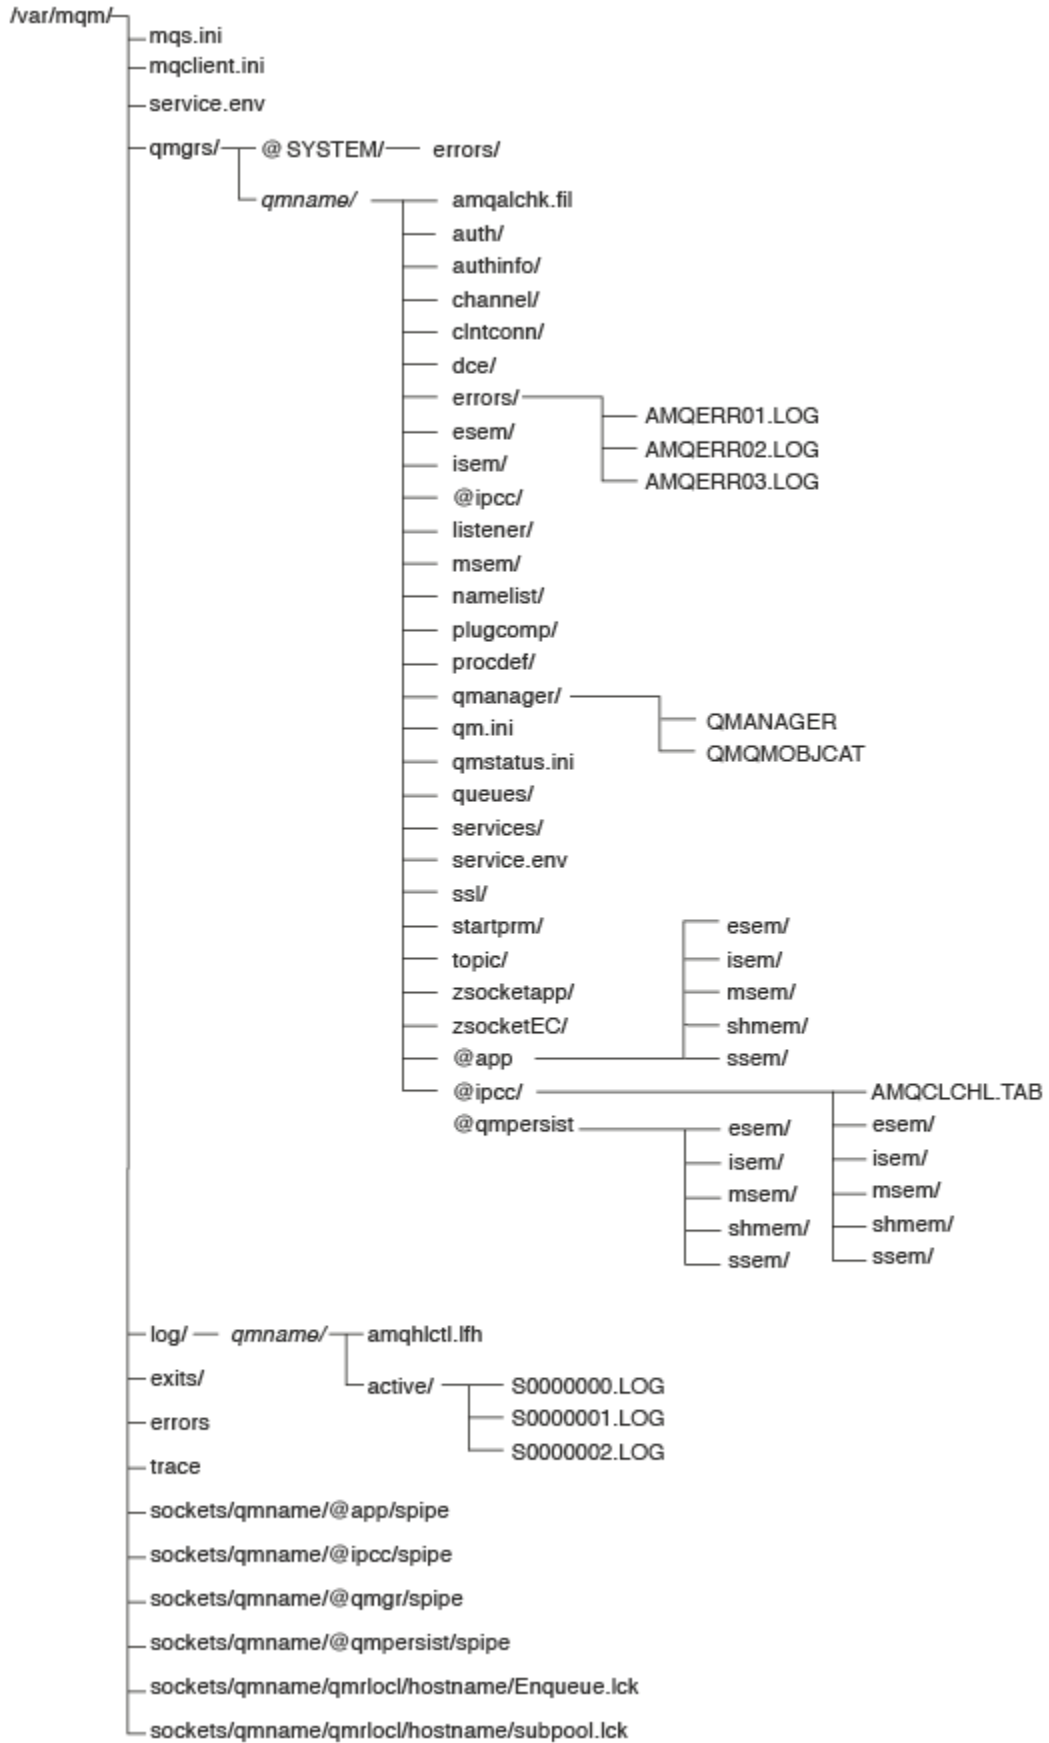 /var/mqm/
mqs.ini
mqclient.ini
service.env
qmgrs/ @SYSTEM/ errors/
qmname/ amqalchk.fil
auth/
authinfo/
channel/
clntconn/
dce/
errors/
AMQERR01.LOG
esem/
AMQERR02.LOG
isem/
AMQERR03.LOG
@ipcc/
listener/
msem/
namelist/
plugcomp/
procdef/
qmanager/
QMANAGER
qm.ini
QMQMOBJCAT
qmstatus.ini
queues/
services/
service.env
ssl/
startprm/ esem/
topic/ isem/
zsocketapp/ msem/
zsocketEC/ shmem/
@app ssem/
@ipcc/ AMQCLCHL.TAB
@qmpersist esem/ esem/
isem/ isem/
msem/ msem/
shmem/ shmem/
ssem/ ssem/
log/ qmname/ amqhlctl.lfh
exits/ active/ S0000000.LOG
errors S0000001.LOG
S0000002.LOG
trace
sockets/qmname/@app/spipe
sockets/qmname/@ipcc/spipe
sockets/qmname/@qmgr/spipe
sockets/qmname/@qmpersist/spipe
sockets/qmname/qmrlocl/hostname/Enqueue.lck
sockets/qmname/qmrlocl/hostname/subpool.lck